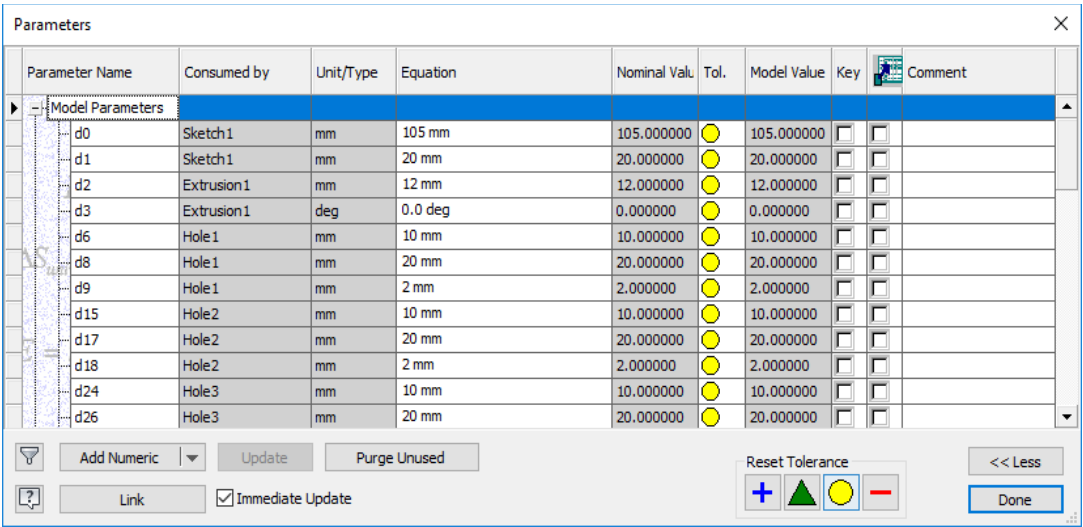 Parameters
Parameter Name Consumed by Unit/Type Equation Nominal Valu Tol. Model Value Key Comment
Model Parameters
d0 Sketch1 mm 105 mm 105.000000 105.000000
d1 Sketch1 mm 20 mm 20.000000 20.000000
d2 Extrusion1 mm 12 mm 12.000000 12.000000
d3 Extrusion1 deg 0.0 deg 0.000000 0.000000
d6 Hole1 mm 10 mm 10.000000 10.000000
d8 Hole1 mm 20 mm 20.000000 20.000000
d9 Hole1 mm 2 mm 2.000000 2.000000
d15 Hole2 mm 10 mm 10.000000 10.000000
d17 Hole2 mm 20 mm 20.000000 20.000000
d18 Hole2 mm 2 mm 2.000000 2.000000
d24 Hole3 mm 10 mm 10.000000 10.000000
d26 Hole3 mm 20 mm 20.000000 20.000000
Add Numeric Update Purge Unused Reset Tolerance << Less
Link Immediate Update Done